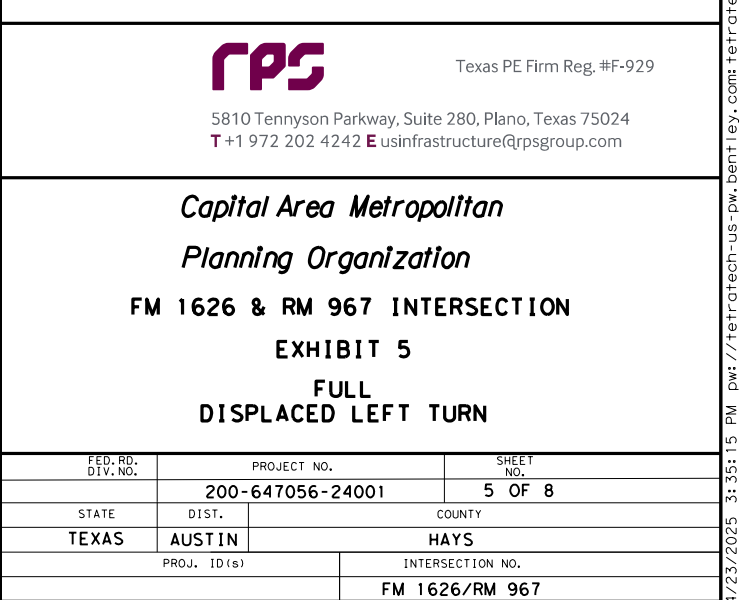 rps
Texas PE Firm Reg. #F-929
5810 Tennyson Parkway, Suite 280, Plano, Texas 75024
T +1 972 202 4242 E usinfrastructure@rpsgroup.com
Capital Area Metropolitan
Planning Organization
FM 1626 & RM 967 INTERSECTION
EXHIBIT 5
FULL
DISPLACED LEFT TURN
FED.RD.
DIV.NO.
PROJECT NO.
SHEET
NO.
200-647056-24001
5 OF 8
STATE
DIST.
COUNTY
TEXAS
AUSTIN
HAYS
PROJ. ID(s)
INTERSECTION NO.
FM 1626/RM 967
4/23/2025 3:35:15 PM pw://tetratech-us-pw.bentley.com:tetrate